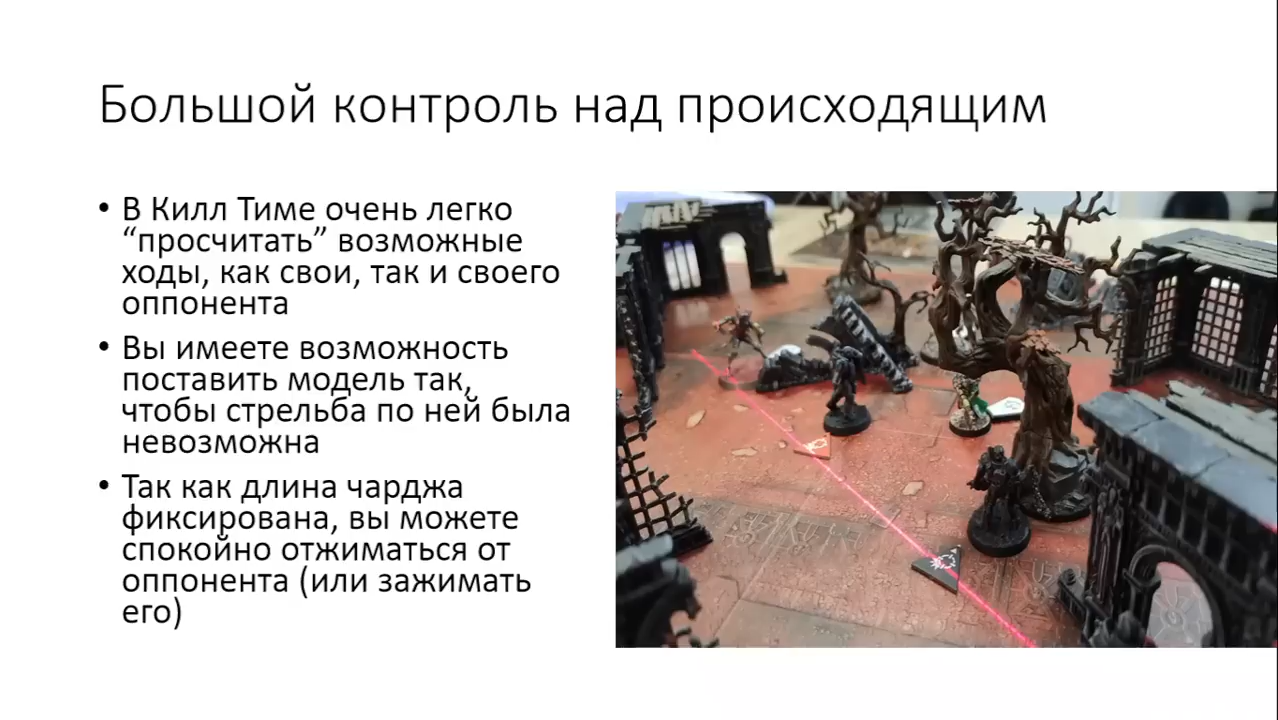 Большой контроль над происходящим
• В Килл Тиме очень легко
“просчитать” возможные
ходы, как свои, так и своего
оппонента
• Вы имеете возможность
поставить модель так,
чтобы стрельба по ней была
невозможна
• Так как длина чарджа
фиксирована, вы можете
спокойно отжиматься от
оппонента (или зажимать
его)